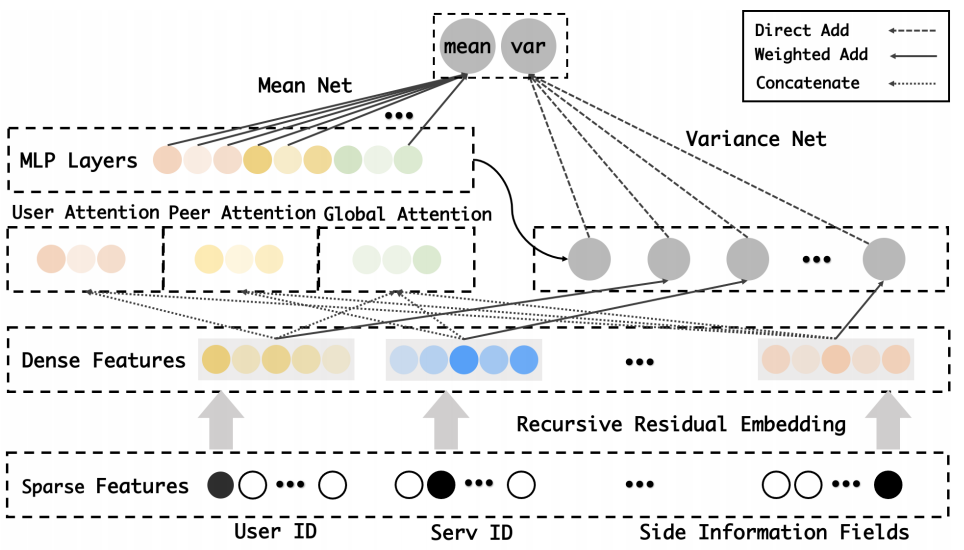 mean var
Direct Add
Weighted Add
Concatenate
Mean Net
Variance Net
MLP Layers
User Attention Peer Attention Global Attention
Dense Features
Recursive Residual Embedding
Sparse Features
User ID Serv ID Side Information Fields